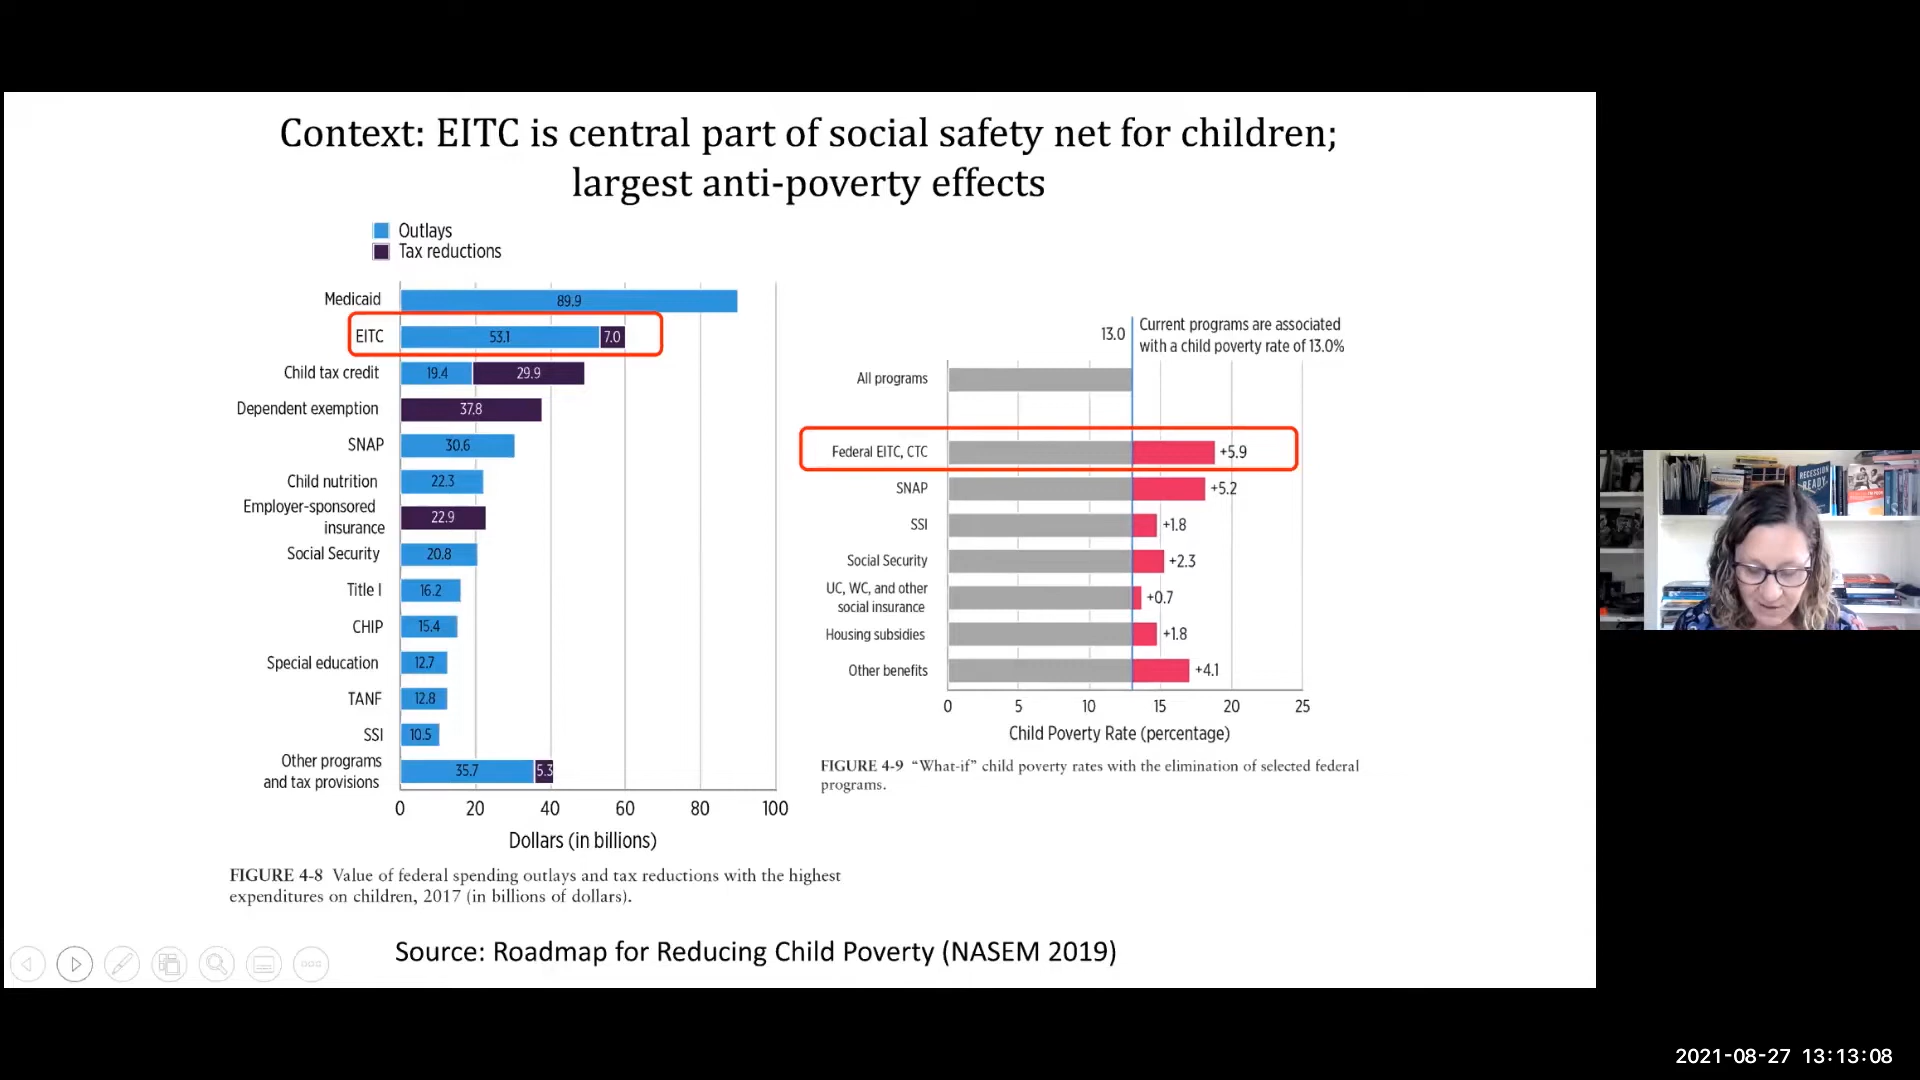 Context: EITC is central part of social safety net for children;
largest anti-poverty effects
Outlays
Tax reductions
Medicaid 89.9
EITC 53.1 7.0
Child tax credit 19.4 29.9
Dependent exemption 37.8
SNAP 30.6
Child nutrition 22.3
Employer-sponsored
insurance 22.9
Social Security 20.8
Title I 16.2
CHIP 15.4
Special education 12.7
TANF 12.8
SSI 10.5
Other programs
and tax provisions 35.7 5.3
0 20 40 60 80 100
Dollars (in billions)
FIGURE 4-8 Value of federal spending outlays and tax reductions with the highest
expenditures on children, 2017 (in billions of dollars).
13.0
Current programs are associated
with a child poverty rate of 13.0%
All programs
Federal EITC, CTC +5.9
SNAP +5.2
SSI +1.8
Social Security +2.3
UC, WC, and other
social insurance +0.7
Housing subsidies +1.8
Other benefits +4.1
0 5 10 15 20 25
Child Poverty Rate (percentage)
FIGURE 4-9 “What-if” child poverty rates with the elimination of selected federal
programs.
Source: Roadmap for Reducing Child Poverty (NASEM 2019)
RECESSION
READY
2021-08-27 13:13:08